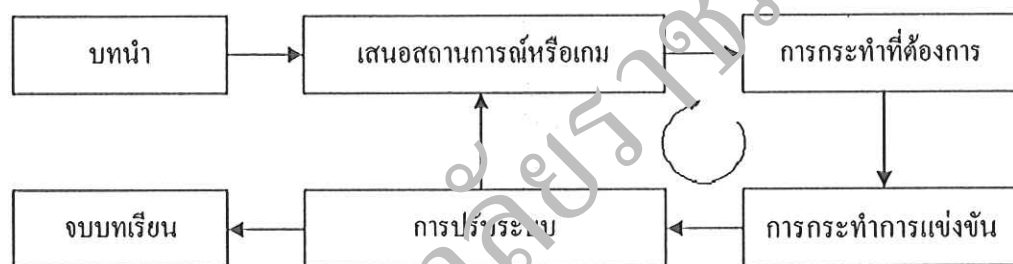 บทนำ
เสนอสถานการณ์หรือเกม
การกระทำที่ต้องการ
จบบทเรียน
การปรับระบบ
การกระทำการแข่งขัน